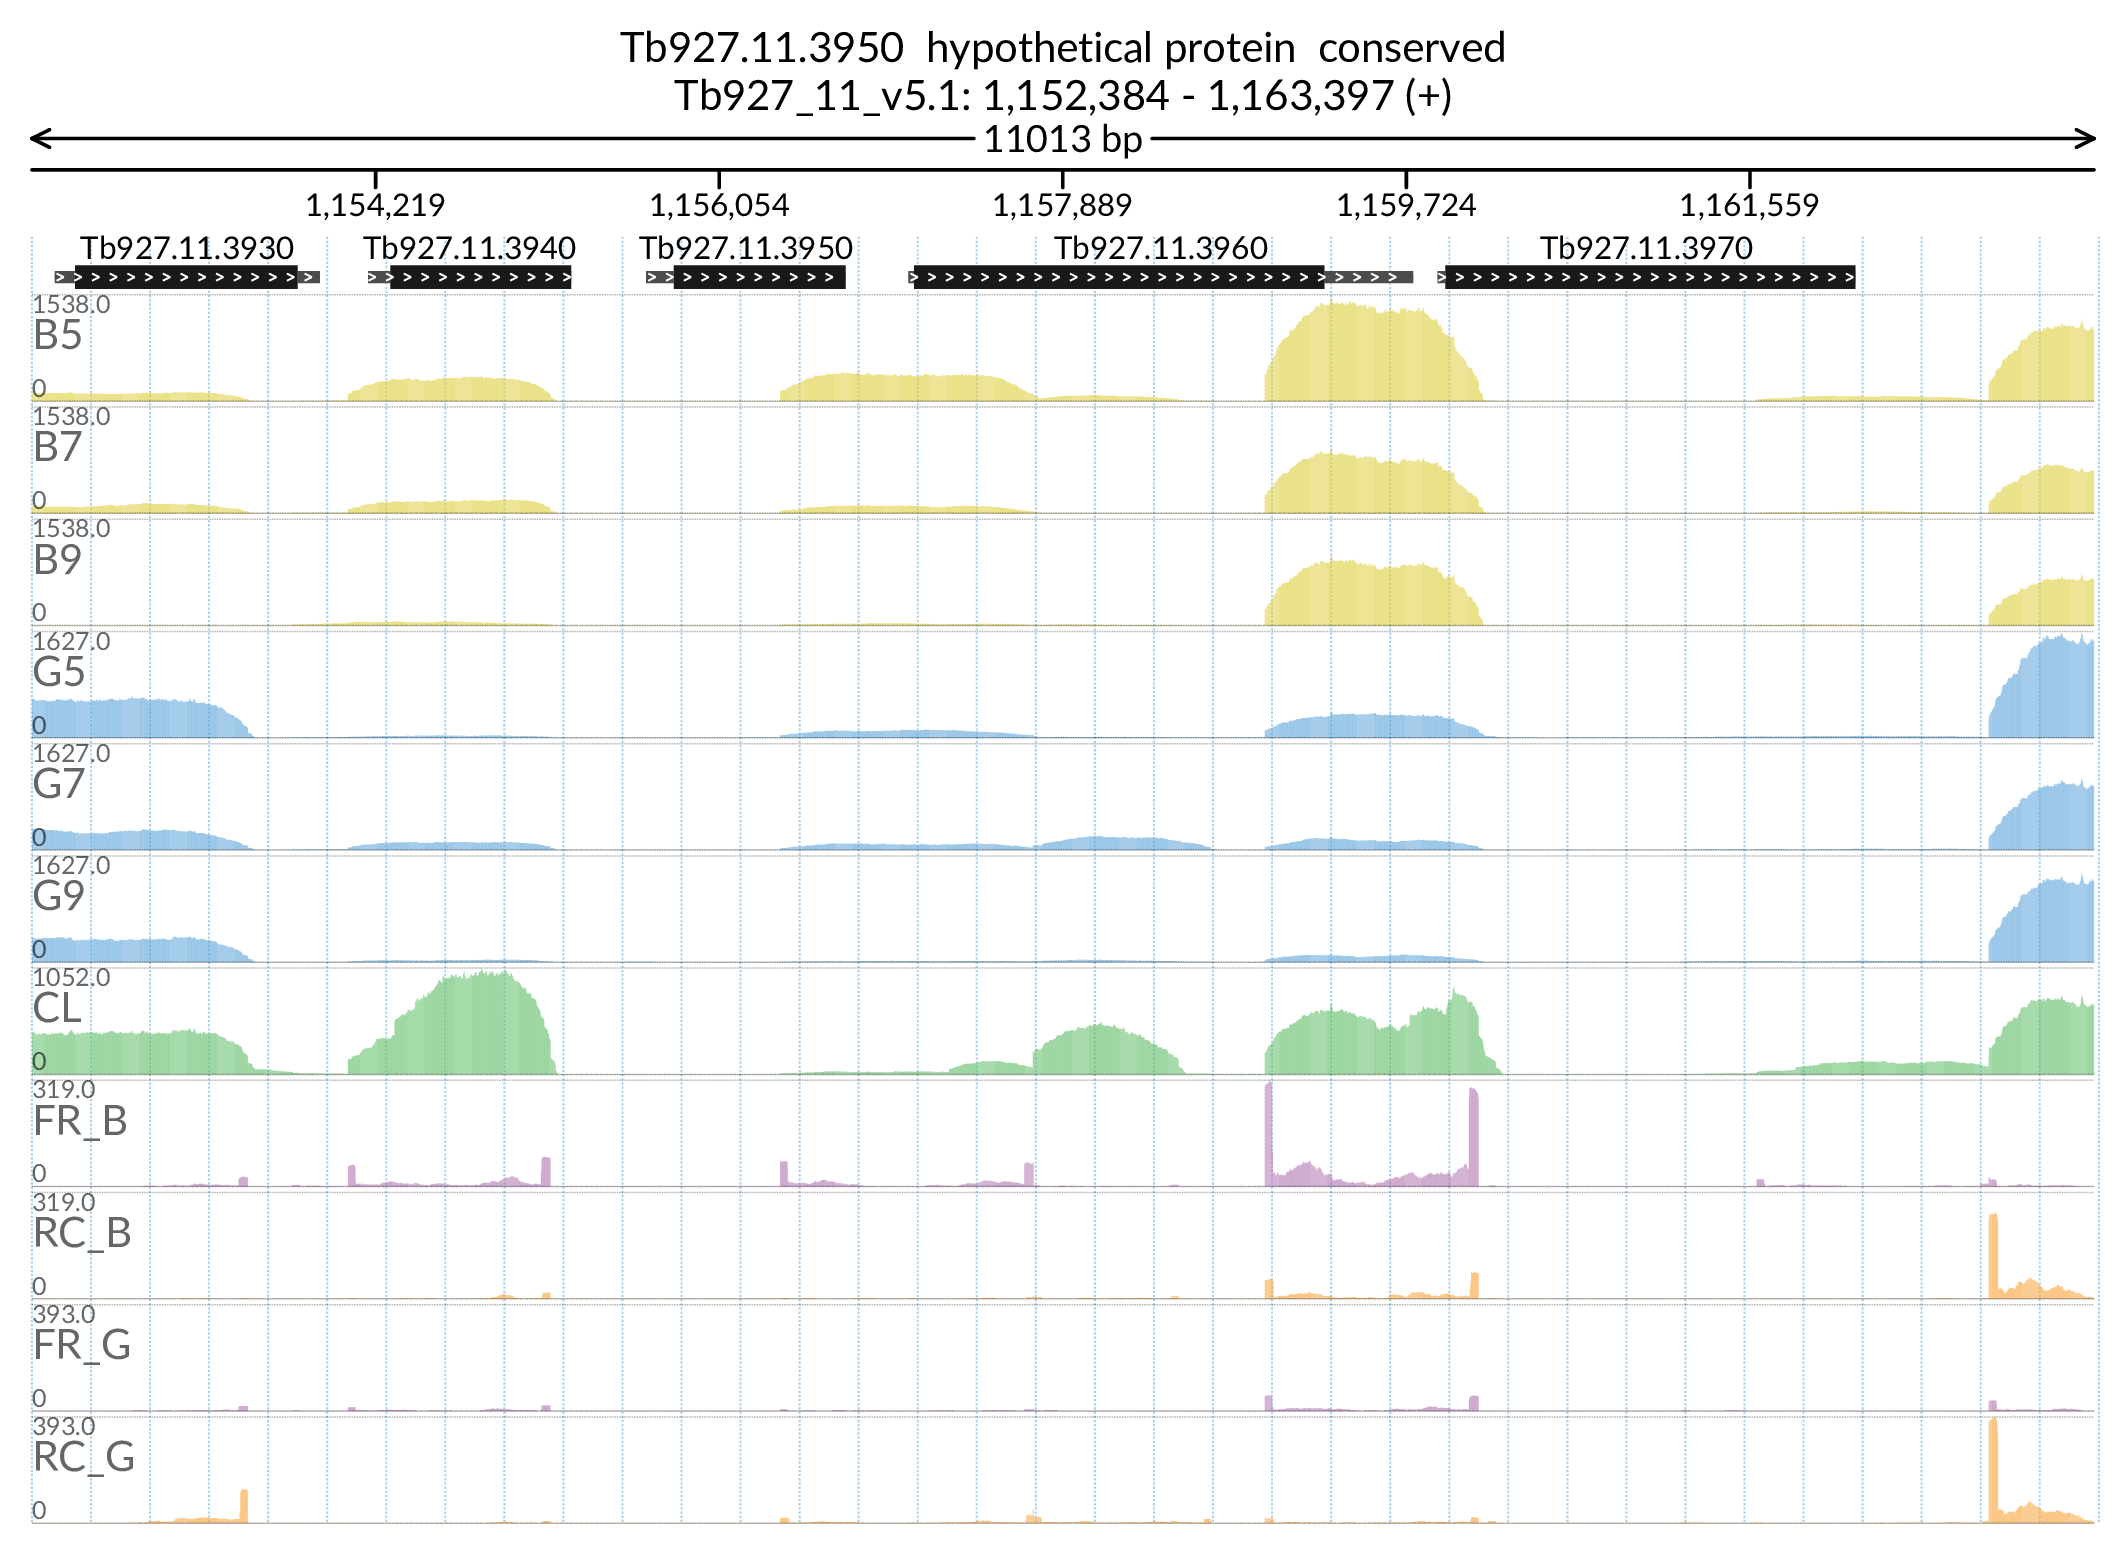 Tb927.11.3950  hypothetical protein  conserved
Tb927_11_v5.1: 1,152,384 - 1,163,397 (+)
11013 bp
1,154,219 1,156,054 1,157,889 1,159,724 1,161,559
Tb927.11.3930 Tb927.11.3940 Tb927.11.3950 Tb927.11.3960 Tb927.11.3970
1538.0
B5
0
1538.0
B7
0
1538.0
B9
0
1627.0
G5
0
1627.0
G7
0
1627.0
G9
0
1052.0
CL
0
319.0
FR_B
0
319.0
RC_B
0
393.0
FR_G
0
393.0
RC_G
0